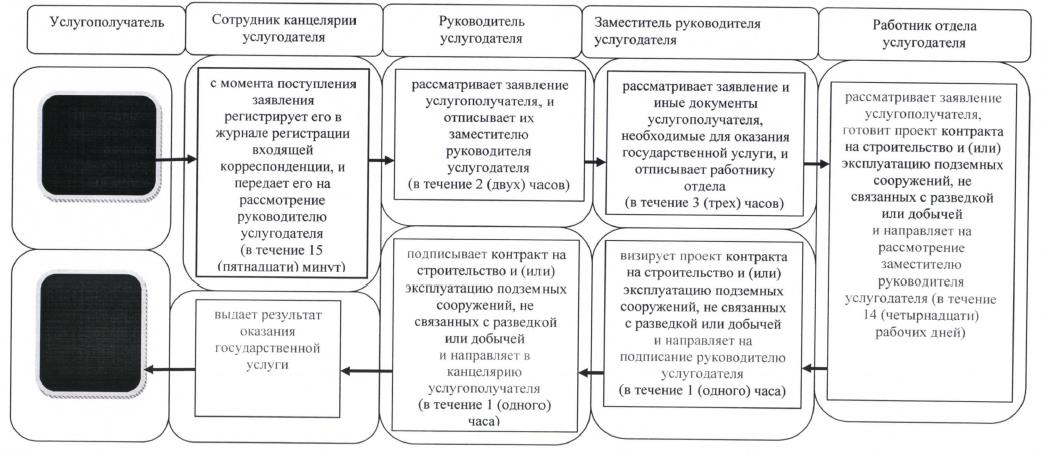 Услугополучатель
Сотрудник канцелярии
услугодателя
Руководитель
услугодателя
Заместитель руководителя
услугодателя
Работник отдела
услугодателя
с момента поступления
заявления
регистрирует его в
журнале регистрации
входящей
корреспонденции, и
передает его на
рассмотрение
руководителю
услугодателя
(в течение 15
(пятнадцати) минут)
рассматривает заявление
услугополучателя, и
отписывает их
заместителю
руководителя
услугодателя
(в течение 2 (двух) часов)
рассматривает заявление и
иные документы
услугополучателя,
необходимые для оказания
государственной услуги, и
отписывает работнику
отдела
(в течение 3 (трех) часов)
рассматривает заявление
услугополучателя,
готовит проект контракта
на строительство и (или)
эксплуатацию подземных
сооружений, не
связанных с разведкой
или добычей
и направляет на
рассмотрение
заместителю
руководителя
услугодателя (в течение
14 (четырнадцати)
рабочих дней)
визирует проект контракта
на строительство и (или)
эксплуатацию подземных
сооружений, не связанных
с разведкой или добычей
и направляет на
подписание руководителю
услугодателя
(в течение 1 (одного) часа)
подписывает контракт на
строительство и (или)
эксплуатацию подземных
сооружений, не
связанных с разведкой
или добычей
и направляет в
канцелярию
услугополучателя
(в течение 1 (одного)
часа)
выдает результат
оказания
государственной
услуги